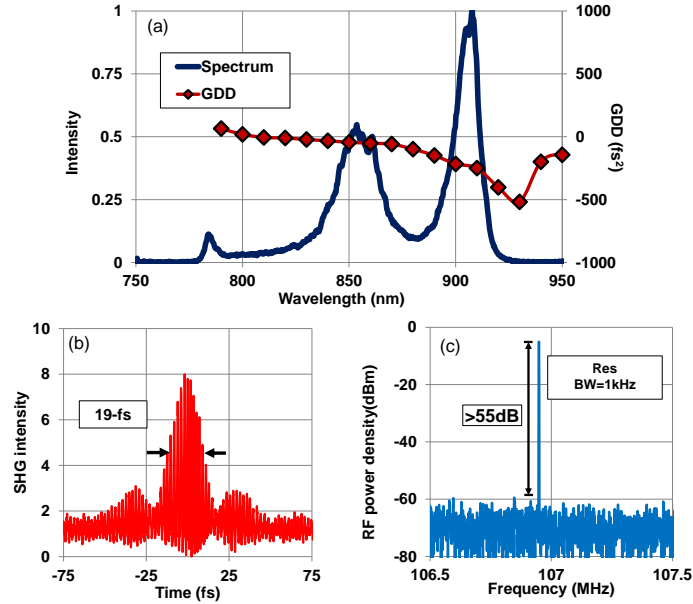 (a)
1
0.75
0.5
0.25
0
Intensity
Spectrum
GDD
1000
500
0
-500
-1000
GDD (fs²)
750 800 850 900 950
Wavelength (nm)
(b)
10
8
6
4
2
0
SHG intensity
19-fs
-75 -25 25 75
Time (fs)
(c)
0
-20
-40
-60
-80
RF power density(dBm)
>55dB
Res
BW=1kHz
106.5 107 107.5
Frequency (MHz)